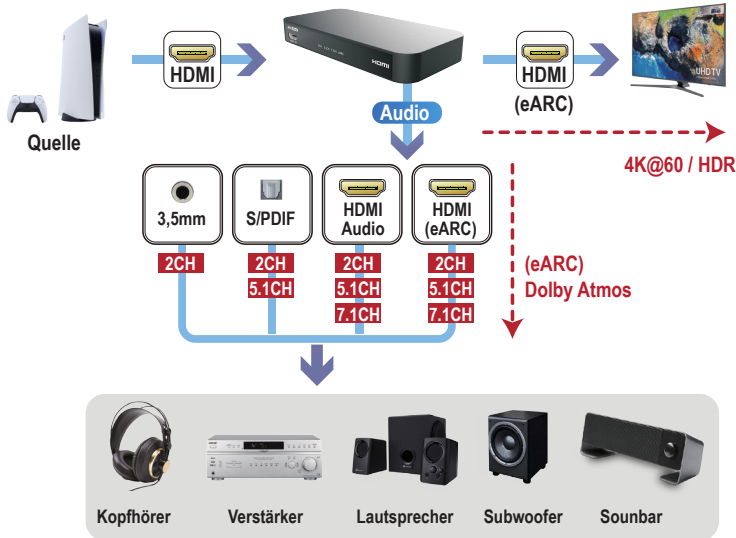 HDMI
HDMI
HDMI
(eARC)
UHDTV
Quelle
Audio
4K@60 / HDR
3,5mm
S/PDIF
HDMI
Audio
HDMI
(eARC)
2CH
2CH
5.1CH
2CH
5.1CH
7.1CH
2CH
5.1CH
7.1CH
(eARC)
Dolby Atmos
Kopfhörer
Verstärker
Lautsprecher
Subwoofer
Sounbar